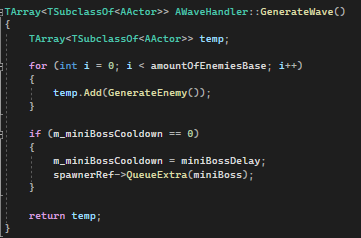 TArray<TSubclassOf<AActor>> AWaveHandler::GenerateWave()
{
    TArray<TSubclassOf<AActor>> temp;

    for (int i = 0; i < amountOfEnemiesBase; i++)
    {
        temp.Add(GenerateEnemy());
    }

    if (m_miniBossCooldown == 0)
    {
        m_miniBossCooldown = miniBossDelay;
        spawnerRef->QueueExtra(miniBoss);
    }

    return temp;
}